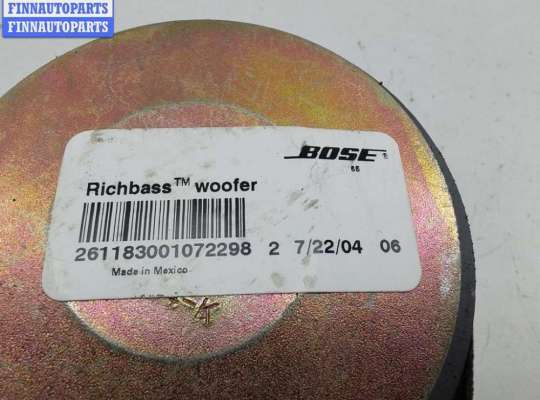 FINNAUTOPARTS
FINNAUTOPARTS
BOSE®
Richbass™ woofer
261183001072298 2 7/22/04 06
Made in Mexico